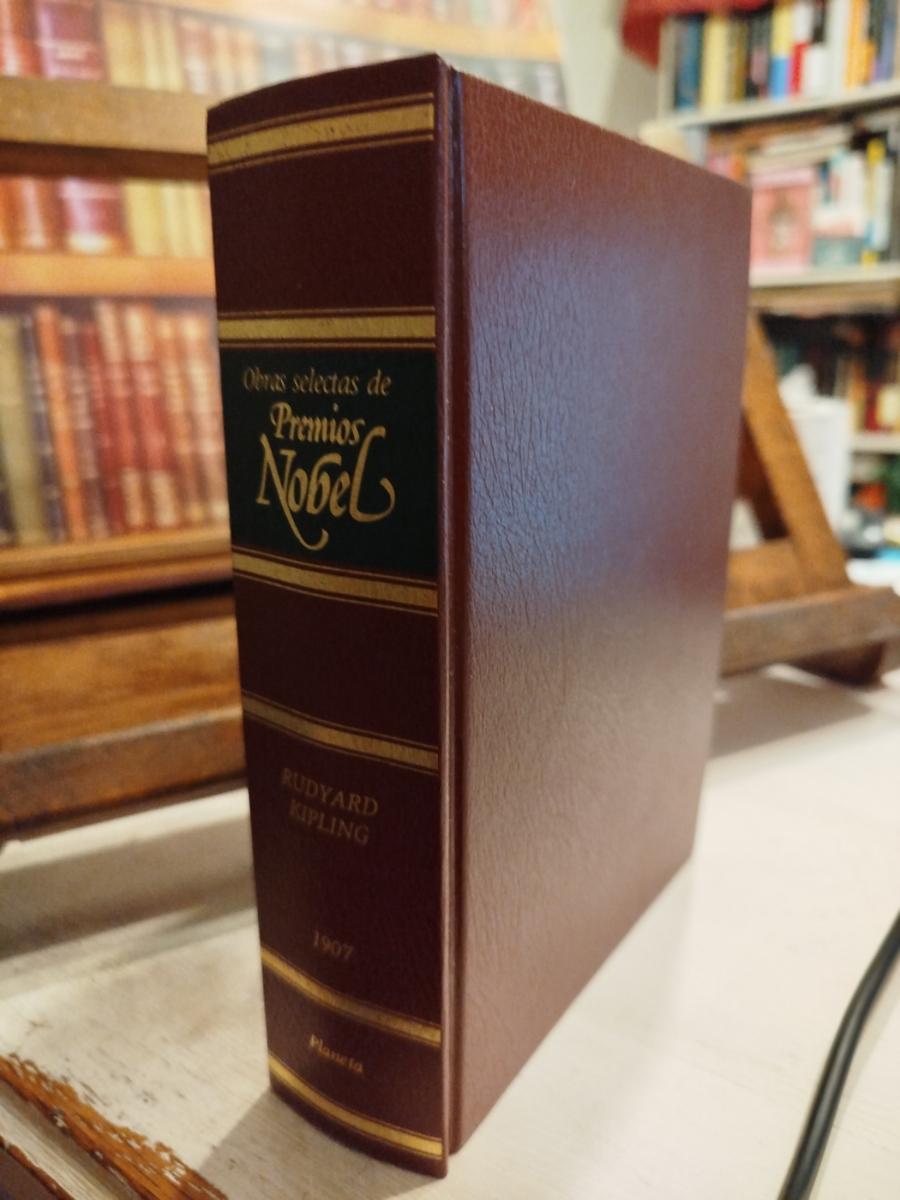 Obras selectas de
Premios
Nobel
RUDYARD
KIPLING
1907
Planeta